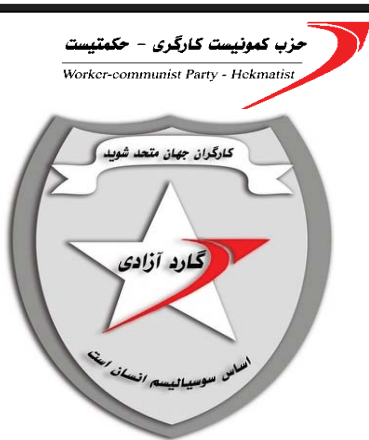 حزب کمونیست کارگری - حکمتیست
Worker-communist Party - Hekmatist
کارگران جهان متحد شوید
گارد آزادی
اساس سوسیالیسم انسان است